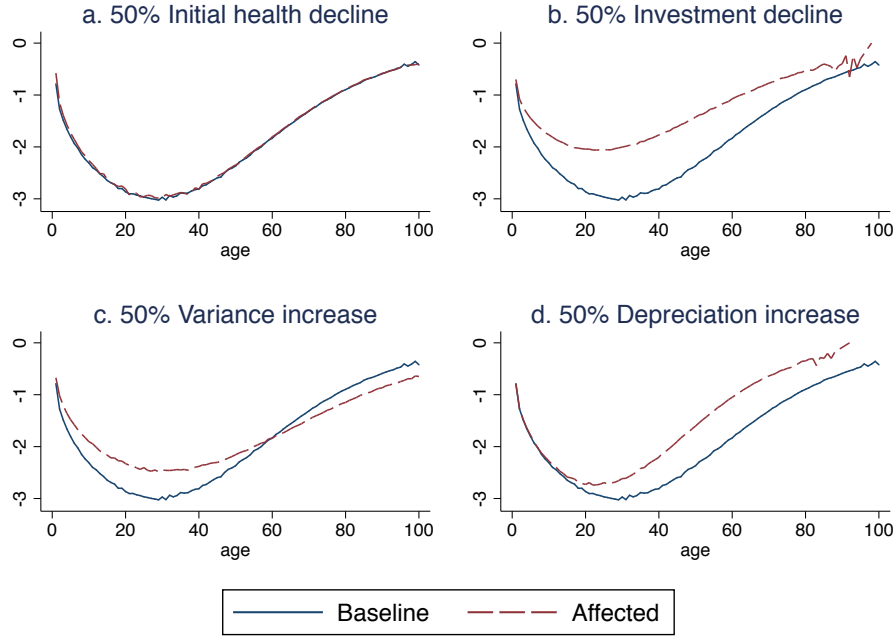 a. 50% Initial health decline
0
-1
-2
-3
0 20 40 60 80 100
age
b. 50% Investment decline
0
-1
-2
-3
0 20 40 60 80 100
age
c. 50% Variance increase
0
-1
-2
-3
0 20 40 60 80 100
age
d. 50% Depreciation increase
0
-1
-2
-3
0 20 40 60 80 100
age
Baseline Affected